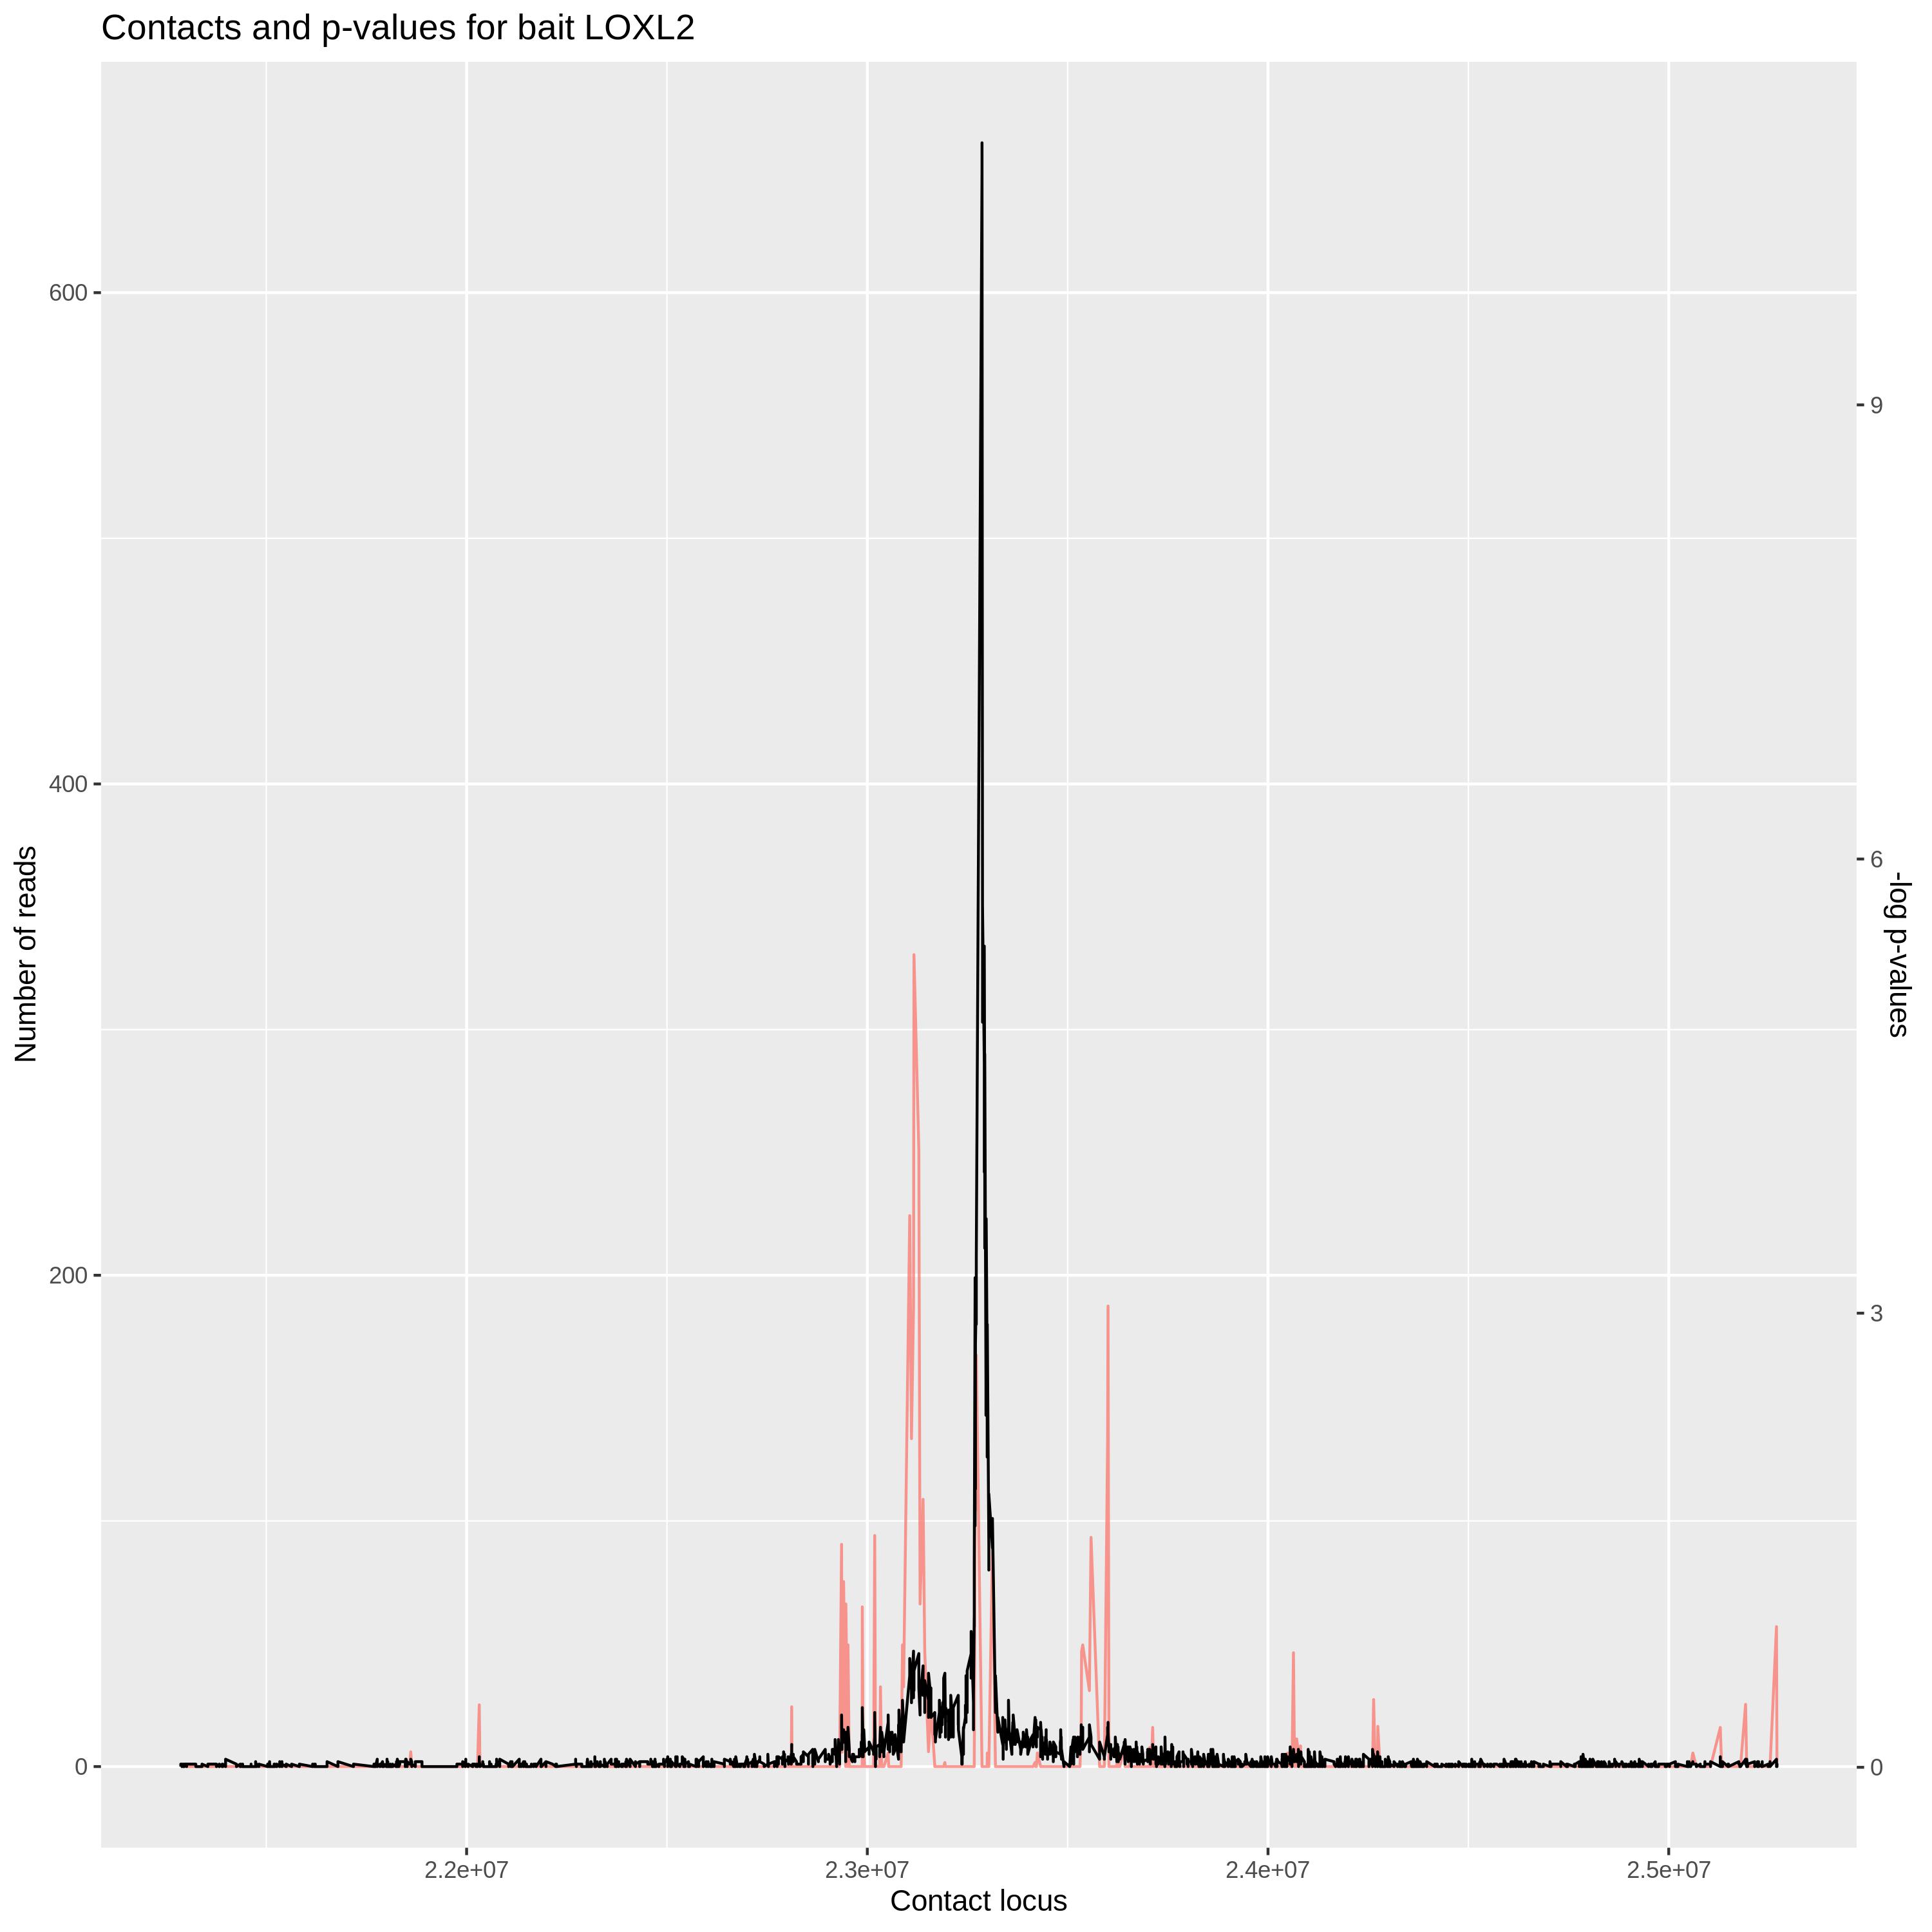 Contacts and p-values for bait LOXL2
600
400
200
0
Number of reads
9
6
3
0
-log p-values
2.2e+07
2.3e+07
2.4e+07
2.5e+07
Contact locus